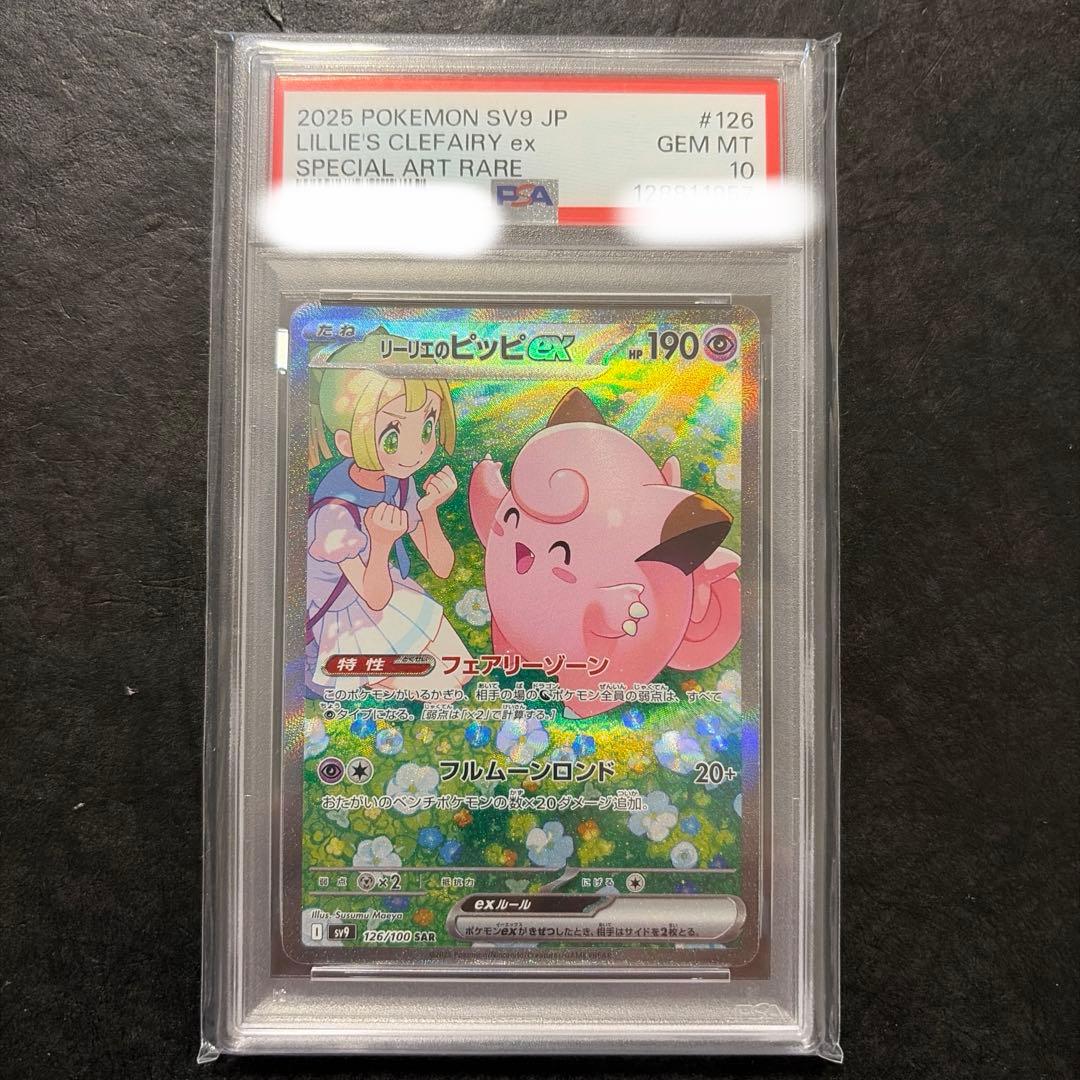 2025 POKEMON SV9 JP #126
LILLIE'S CLEFAIRY ex GEM MT
SPECIAL ART RARE 10
PSA
たね リーリエのピッピex HP 190
特性 とくせい フェアリーゾーン
このポケモンがいるかぎり、相手の場のポケモン全員の弱点は、すべて
タイプになる。[弱点は「×2」で計算する。]
フルムーンロンド 20+
おたがいのベンチポケモンの数×20ダメージ追加。
弱点 ×2 抵抗力 にげる
exルール
ポケモンexがきぜつしたとき、相手はサイドを2枚とる。
Illus. Susumu Maeya
I SV9 126/100 SAR